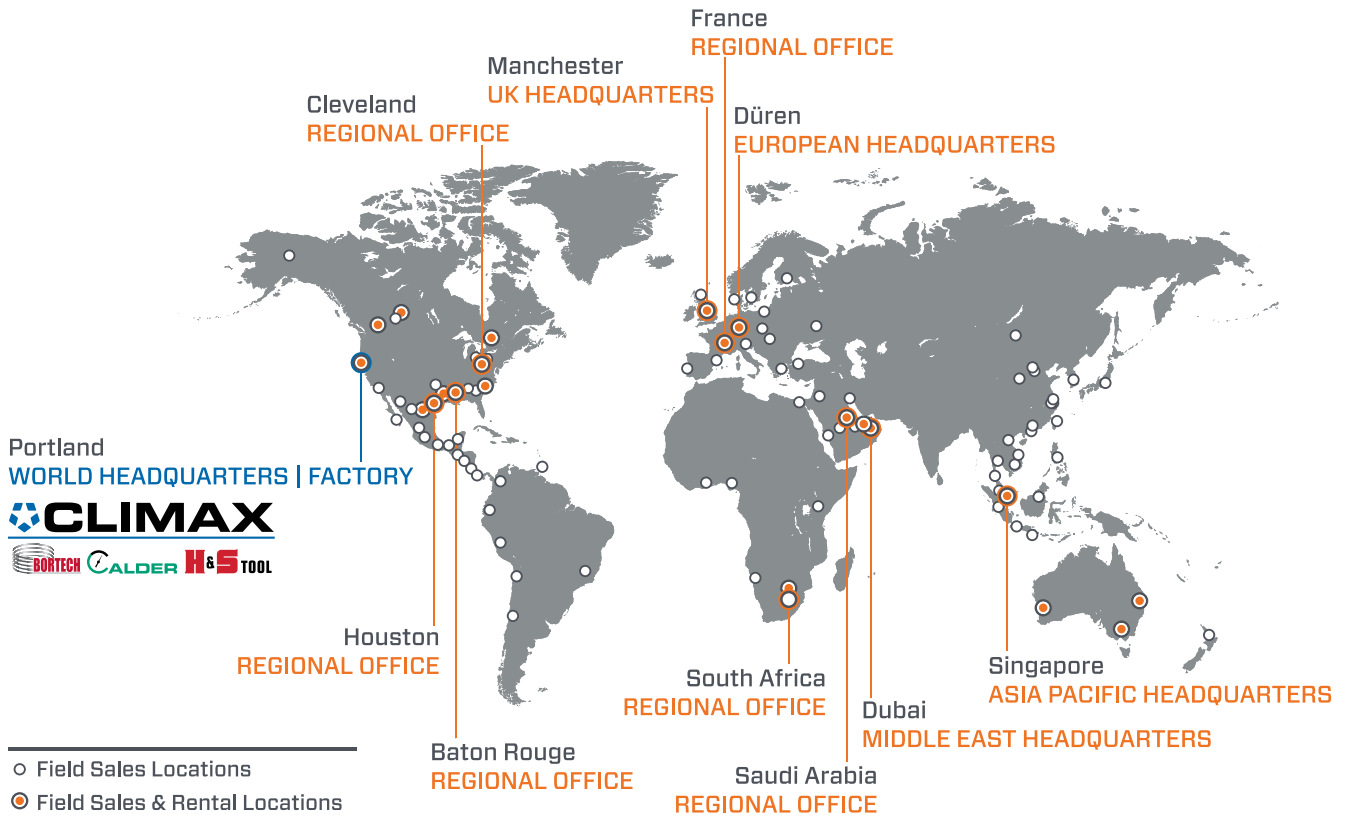 France
REGIONAL OFFICE
Manchester
UK HEADQUARTERS
Cleveland
REGIONAL OFFICE
Düren
EUROPEAN HEADQUARTERS
Portland
WORLD HEADQUARTERS | FACTORY
CLIMAX
BORTECH CALDER H&S TOOL
Houston
REGIONAL OFFICE
South Africa
REGIONAL OFFICE
Singapore
ASIA PACIFIC HEADQUARTERS
Dubai
MIDDLE EAST HEADQUARTERS
Baton Rouge
REGIONAL OFFICE
Saudi Arabia
REGIONAL OFFICE
Field Sales Locations
Field Sales & Rental Locations